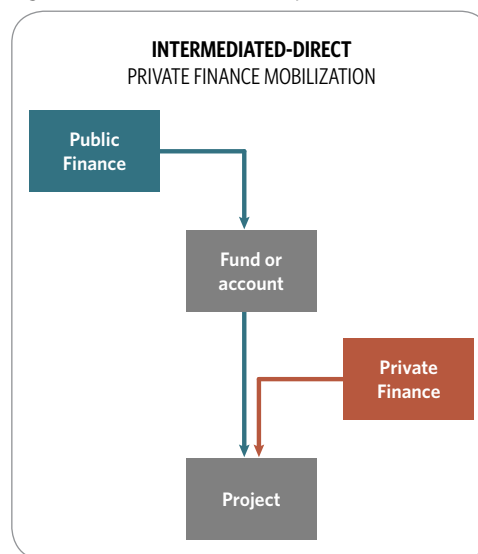 INTERMEDIATED-DIRECT
PRIVATE FINANCE MOBILIZATION
Public
Finance
Fund or
account
Private
Finance
Project